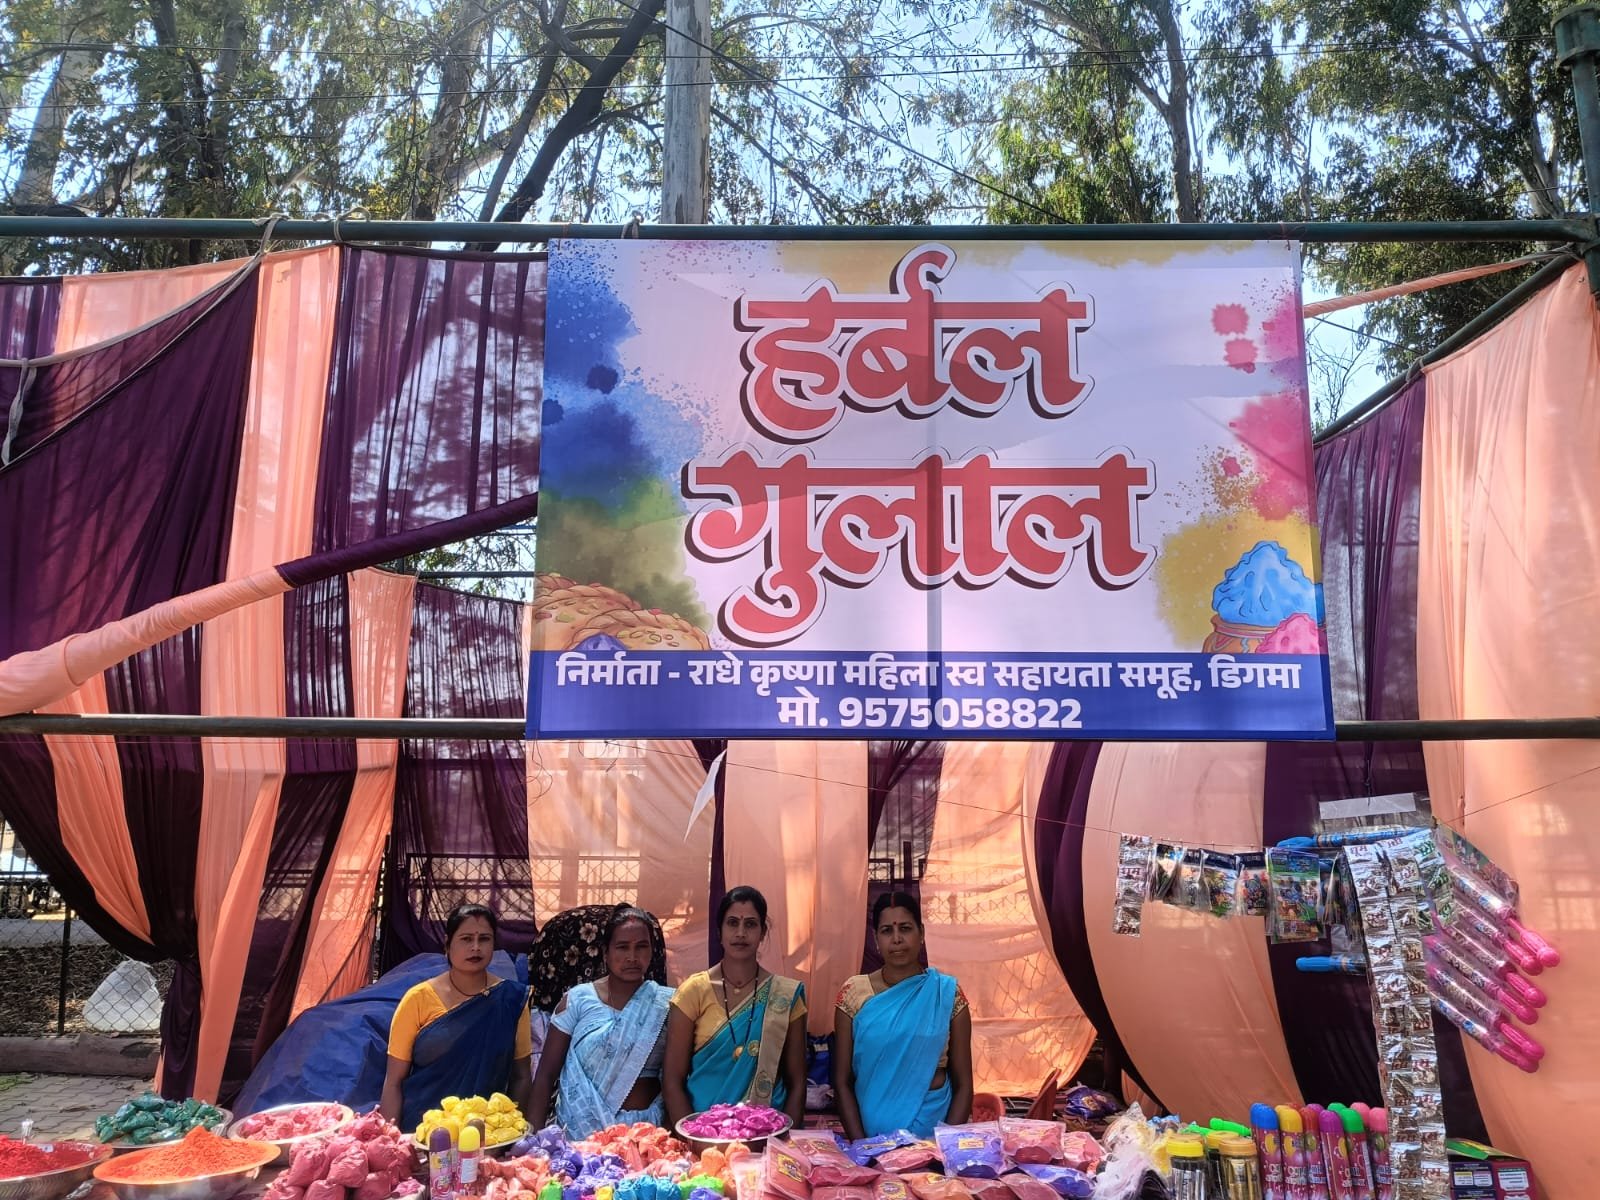 हर्बल
गुलाल
निर्माता - राधे कृष्णा महिला स्व सहायता समूह, डिगमा
मो. 9575058822